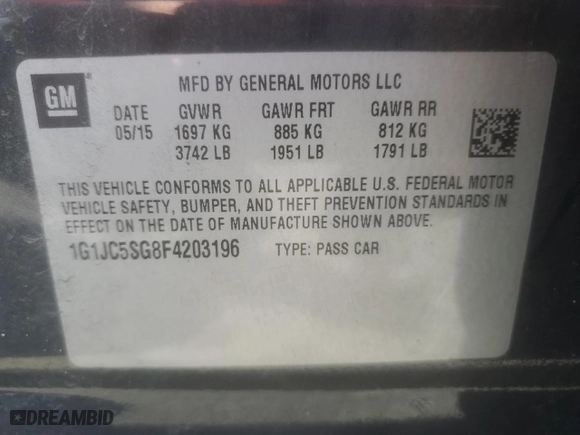 GM
MFD BY GENERAL MOTORS LLC
DATE GVWR GAWR FRT GAWR RR
05/15 1697 KG 885 KG 812 KG
3742 LB 1951 LB 1791 LB
THIS VEHICLE CONFORMS TO ALL APPLICABLE U.S. FEDERAL MOTOR
VEHICLE SAFETY, BUMPER, AND THEFT PREVENTION STANDARDS IN
EFFECT ON THE DATE OF MANUFACTURE SHOWN ABOVE.
1G1JC5SG8F4203196 TYPE: PASS CAR
DREAMBID